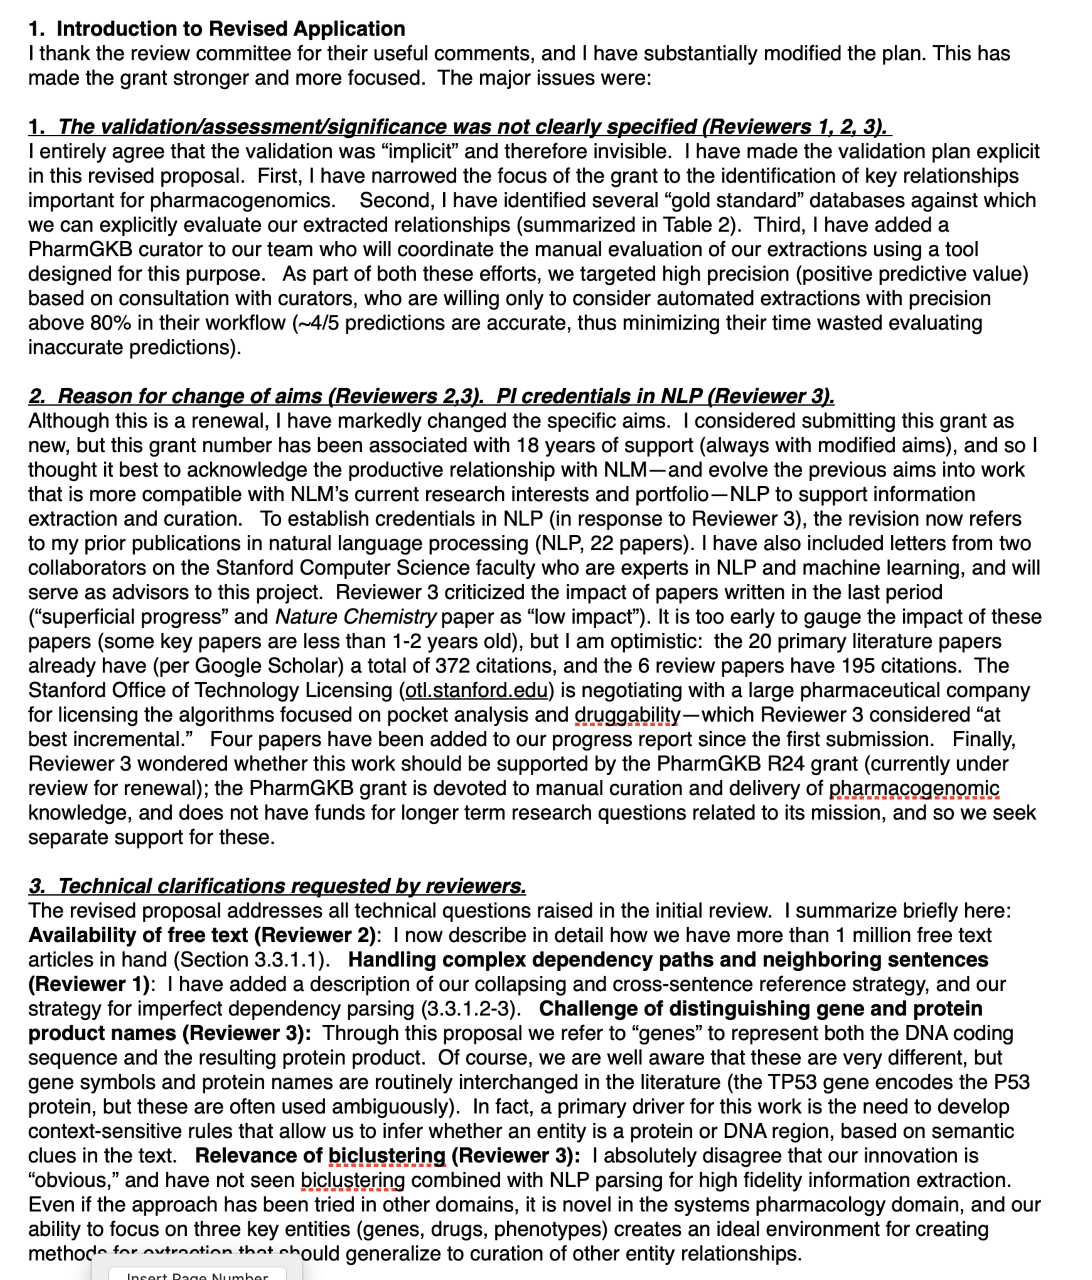 1.  Introduction to Revised Application
I thank the review committee for their useful comments, and I have substantially modified the plan. This has
made the grant stronger and more focused.  The major issues were:
1.  The validation/assessment/significance was not clearly specified (Reviewers 1, 2, 3).
I entirely agree that the validation was “implicit” and therefore invisible.  I have made the validation plan explicit
in this revised proposal.  First, I have narrowed the focus of the grant to the identification of key relationships
important for pharmacogenomics.    Second, I have identified several “gold standard” databases against which
we can explicitly evaluate our extracted relationships (summarized in Table 2).  Third, I have added a
PharmGKB curator to our team who will coordinate the manual evaluation of our extractions using a tool
designed for this purpose.   As part of both these efforts, we targeted high precision (positive predictive value)
based on consultation with curators, who are willing only to consider automated extractions with precision
above 80% in their workflow (~4/5 predictions are accurate, thus minimizing their time wasted evaluating
inaccurate predictions).
2.  Reason for change of aims (Reviewers 2,3).  PI credentials in NLP (Reviewer 3).
Although this is a renewal, I have markedly changed the specific aims.  I considered submitting this grant as
new, but this grant number has been associated with 18 years of support (always with modified aims), and so I
thought it best to acknowledge the productive relationship with NLM—and evolve the previous aims into work
that is more compatible with NLM’s current research interests and portfolio—NLP to support information
extraction and curation.   To establish credentials in NLP (in response to Reviewer 3), the revision now refers
to my prior publications in natural language processing (NLP, 22 papers). I have also included letters from two
collaborators on the Stanford Computer Science faculty who are experts in NLP and machine learning, and will
serve as advisors to this project.  Reviewer 3 criticized the impact of papers written in the last period
(“superficial progress” and Nature Chemistry paper as “low impact”). It is too early to gauge the impact of these
papers (some key papers are less than 1-2 years old), but I am optimistic:  the 20 primary literature papers
already have (per Google Scholar) a total of 372 citations, and the 6 review papers have 195 citations.  The
Stanford Office of Technology Licensing (otl.stanford.edu) is negotiating with a large pharmaceutical company
for licensing the algorithms focused on pocket analysis and druggability—which Reviewer 3 considered “at
best incremental.”   Four papers have been added to our progress report since the first submission.   Finally,
Reviewer 3 wondered whether this work should be supported by the PharmGKB R24 grant (currently under
review for renewal); the PharmGKB grant is devoted to manual curation and delivery of pharmacogenomic
knowledge, and does not have funds for longer term research questions related to its mission, and so we seek
separate support for these.
3.  Technical clarifications requested by reviewers.
The revised proposal addresses all technical questions raised in the initial review.  I summarize briefly here:
Availability of free text (Reviewer 2):  I now describe in detail how we have more than 1 million free text
articles in hand (Section 3.3.1.1).   Handling complex dependency paths and neighboring sentences
(Reviewer 1):  I have added a description of our collapsing and cross-sentence reference strategy, and our
strategy for imperfect dependency parsing (3.3.1.2-3).   Challenge of distinguishing gene and protein
product names (Reviewer 3):  Through this proposal we refer to “genes” to represent both the DNA coding
sequence and the resulting protein product.  Of course, we are well aware that these are very different, but
gene symbols and protein names are routinely interchanged in the literature (the TP53 gene encodes the P53
protein, but these are often used ambiguously).  In fact, a primary driver for this work is the need to develop
context-sensitive rules that allow us to infer whether an entity is a protein or DNA region, based on semantic
clues in the text.   Relevance of biclustering (Reviewer 3):  I absolutely disagree that our innovation is
“obvious,” and have not seen biclustering combined with NLP parsing for high fidelity information extraction.
Even if the approach has been tried in other domains, it is novel in the systems pharmacology domain, and our
ability to focus on three key entities (genes, drugs, phenotypes) creates an ideal environment for creating
methods for extraction that should generalize to curation of other entity relationships.
Insert Page Number